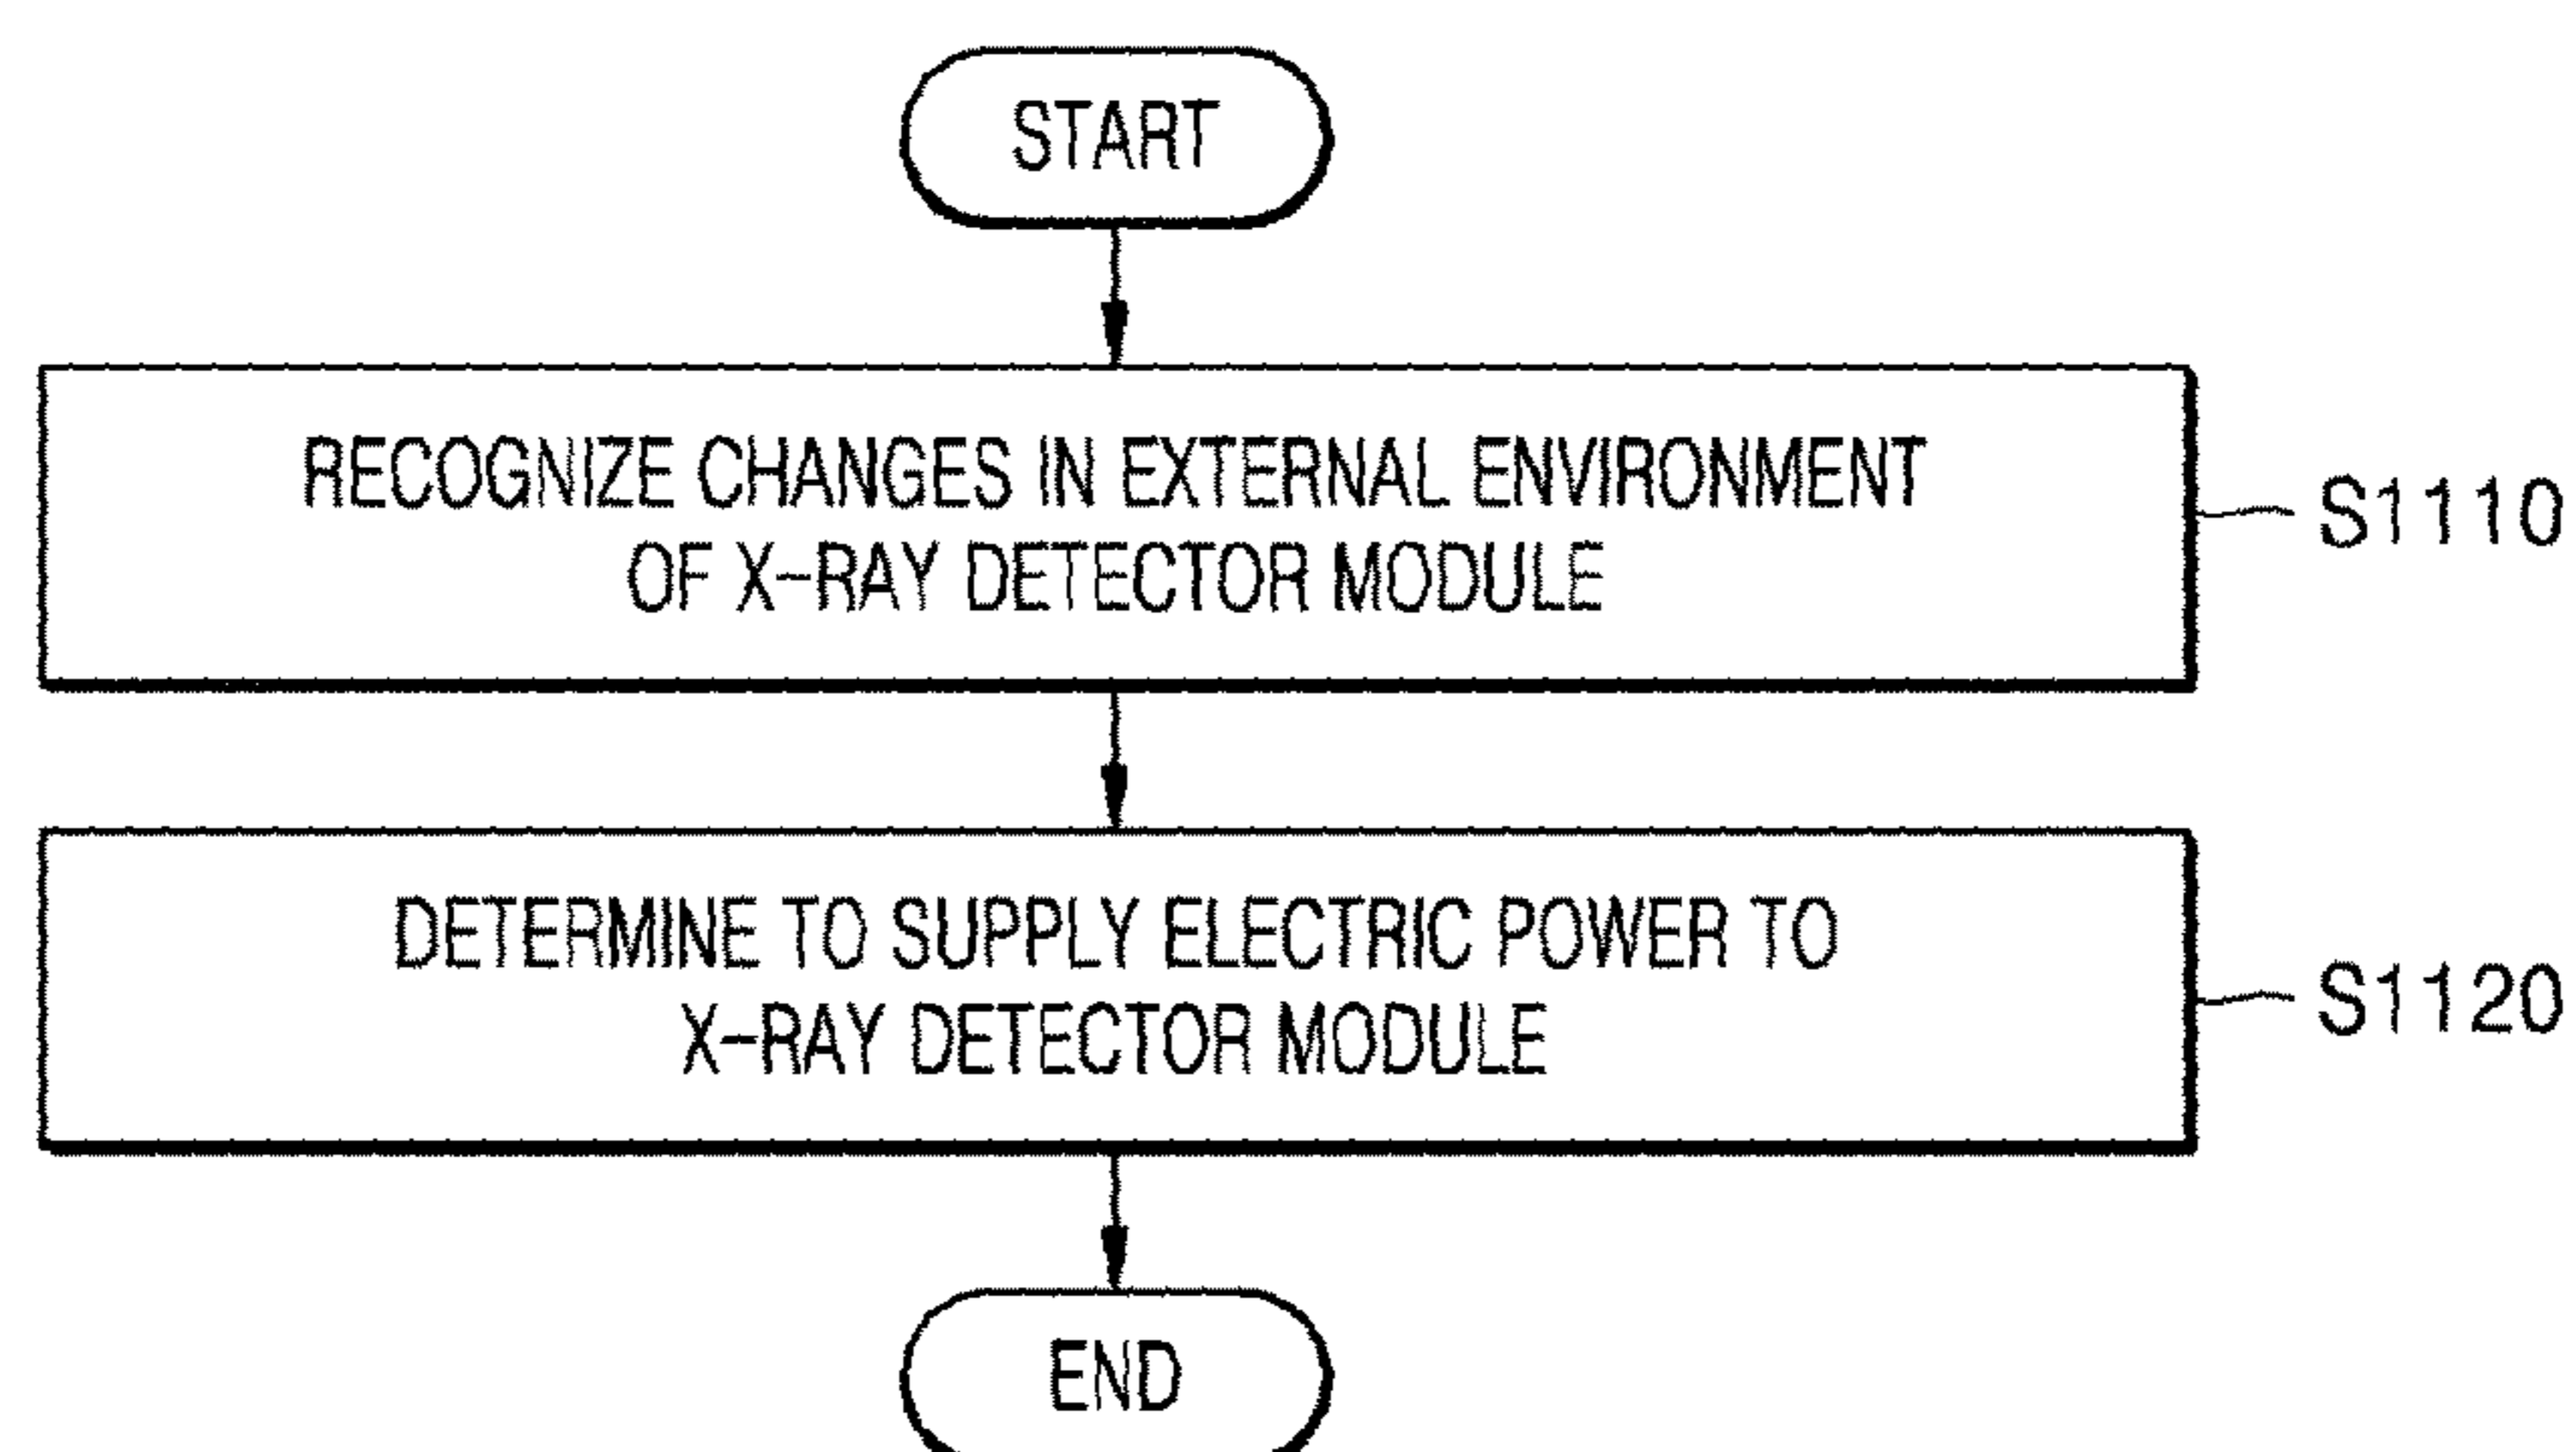 START
RECOGNIZE CHANGES IN EXTERNAL ENVIRONMENT
OF X-RAY DETECTOR MODULE
S1110
DETERMINE TO SUPPLY ELECTRIC POWER TO
X-RAY DETECTOR MODULE
S1120
END